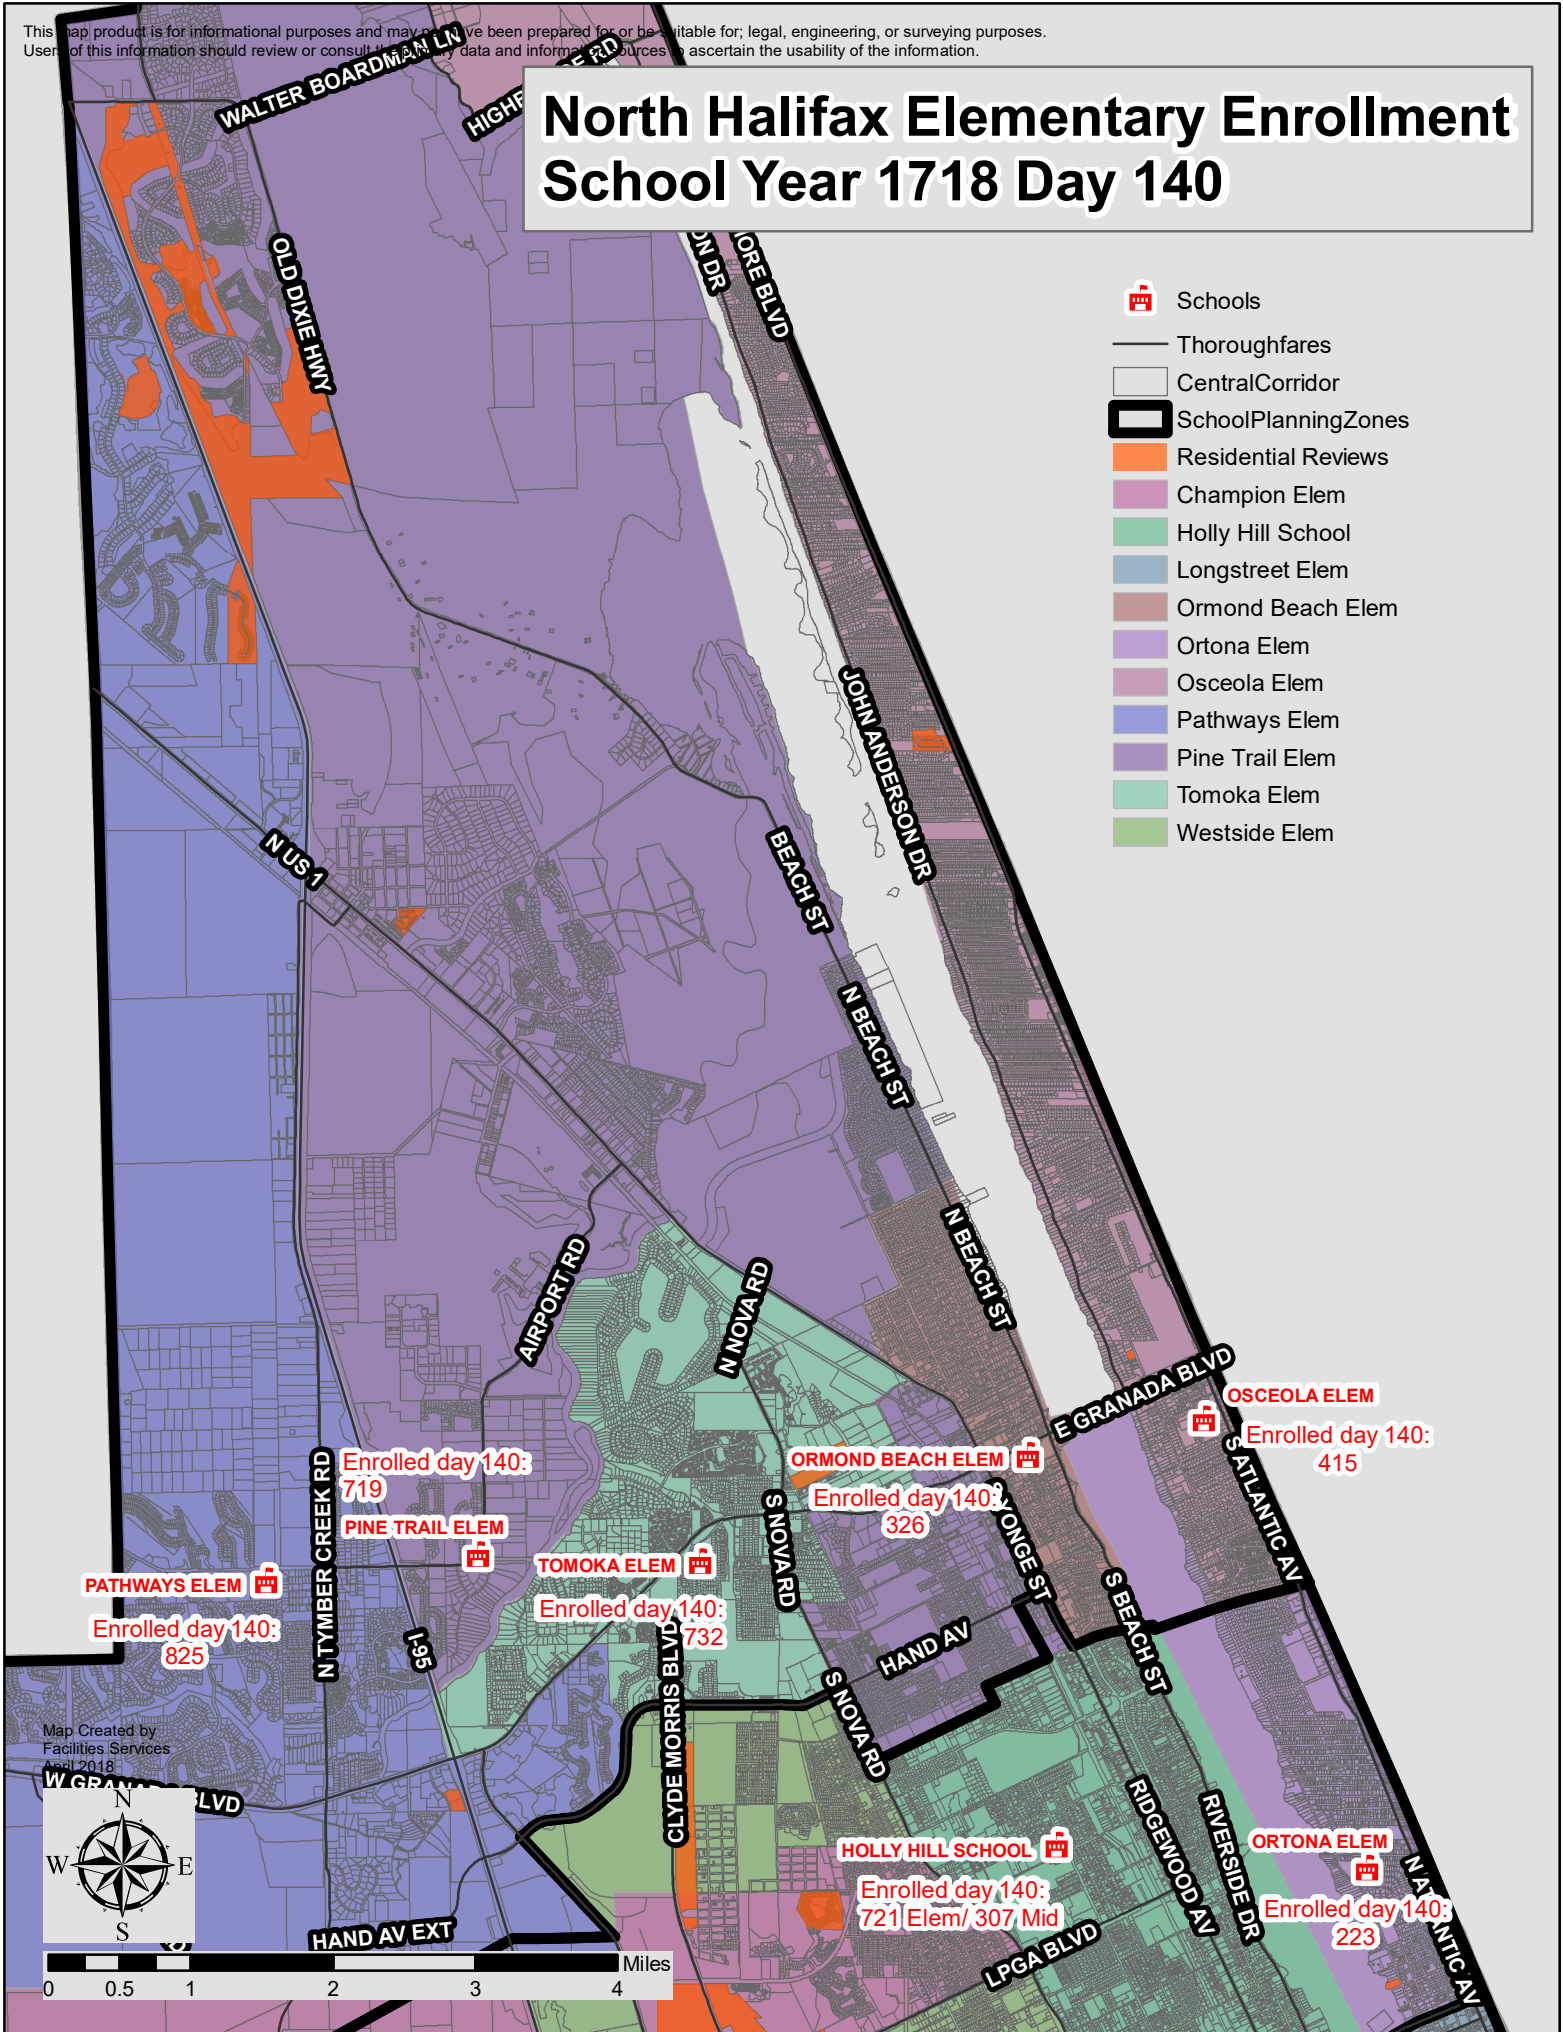 This map product is for informational purposes and may not have been prepared for or be suitable for; legal, engineering, or surveying purposes.
Users of this information should review or consult the primary data and information sources to ascertain the usability of the information.
WALTER BOARDMAN LN
North Halifax Elementary Enrollment
School Year 1718 Day 140
OLD DIXIE HWY
Schools
Thoroughfares
CentralCorridor
SchoolPlanningZones
Residential Reviews
Champion Elem
Holly Hill School
Longstreet Elem
Ormond Beach Elem
Ortona Elem
Osceola Elem
Pathways Elem
Pine Trail Elem
Tomoka Elem
Westside Elem
JOHN ANDERSON DR
N US 1
BEACH ST
N BEACH ST
N BEACH ST
AIRPORT RD
N NOVA RD
E GRANADA BLVD
OSCEOLA ELEM
Enrolled day 140:
415
S ATLANTIC AV
ORMOND BEACH ELEM
Enrolled day 140:
326
YONGE ST
Enrolled day 140:
719
PINE TRAIL ELEM
N TYMBER CREEK RD
S NOVA RD
TOMOKA ELEM
Enrolled day 140:
732
PATHWAYS ELEM
Enrolled day 140:
825
I-95
S BEACH ST
HAND AV
CLYDE MORRIS BLVD
S NOVA RD
Map Created by
Facilities Services
April 2018
W GRANADA BLVD
N
W E
S
HAND AV EXT
HOLLY HILL SCHOOL
Enrolled day 140:
721 Elem/ 307 Mid
RIDGEWOOD AV
RIVERSIDE DR
ORTONA ELEM
Enrolled day 140:
223
N ATLANTIC AV
LPGA BLVD
Miles
0 0.5 1 2 3 4